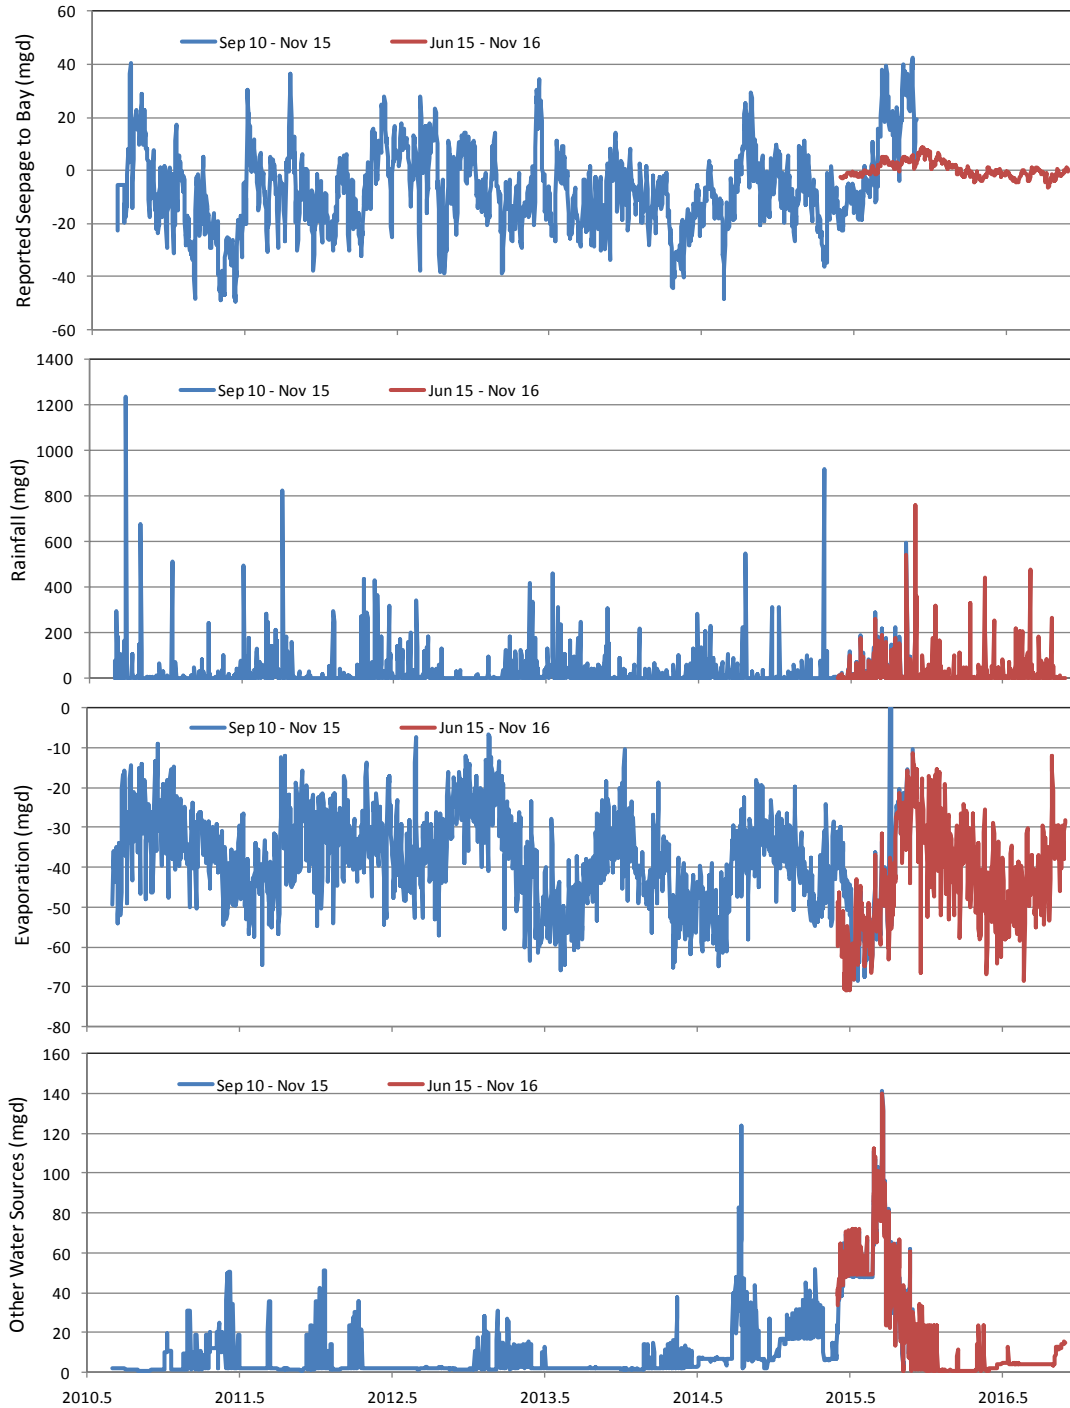 60
40
20
0
-20
-40
-60
Reported Seepage to Bay (mgd)
Sep 10 - Nov 15
Jun 15 - Nov 16
1400
1200
1000
800
600
400
200
0
Rainfall (mgd)
Sep 10 - Nov 15
Jun 15 - Nov 16
0
-10
-20
-30
-40
-50
-60
-70
-80
Evaporation (mgd)
Sep 10 - Nov 15
Jun 15 - Nov 16
160
140
120
100
80
60
40
20
0
Other Water Sources (mgd)
Sep 10 - Nov 15
Jun 15 - Nov 16
2010.5 2011.5 2012.5 2013.5 2014.5 2015.5 2016.5